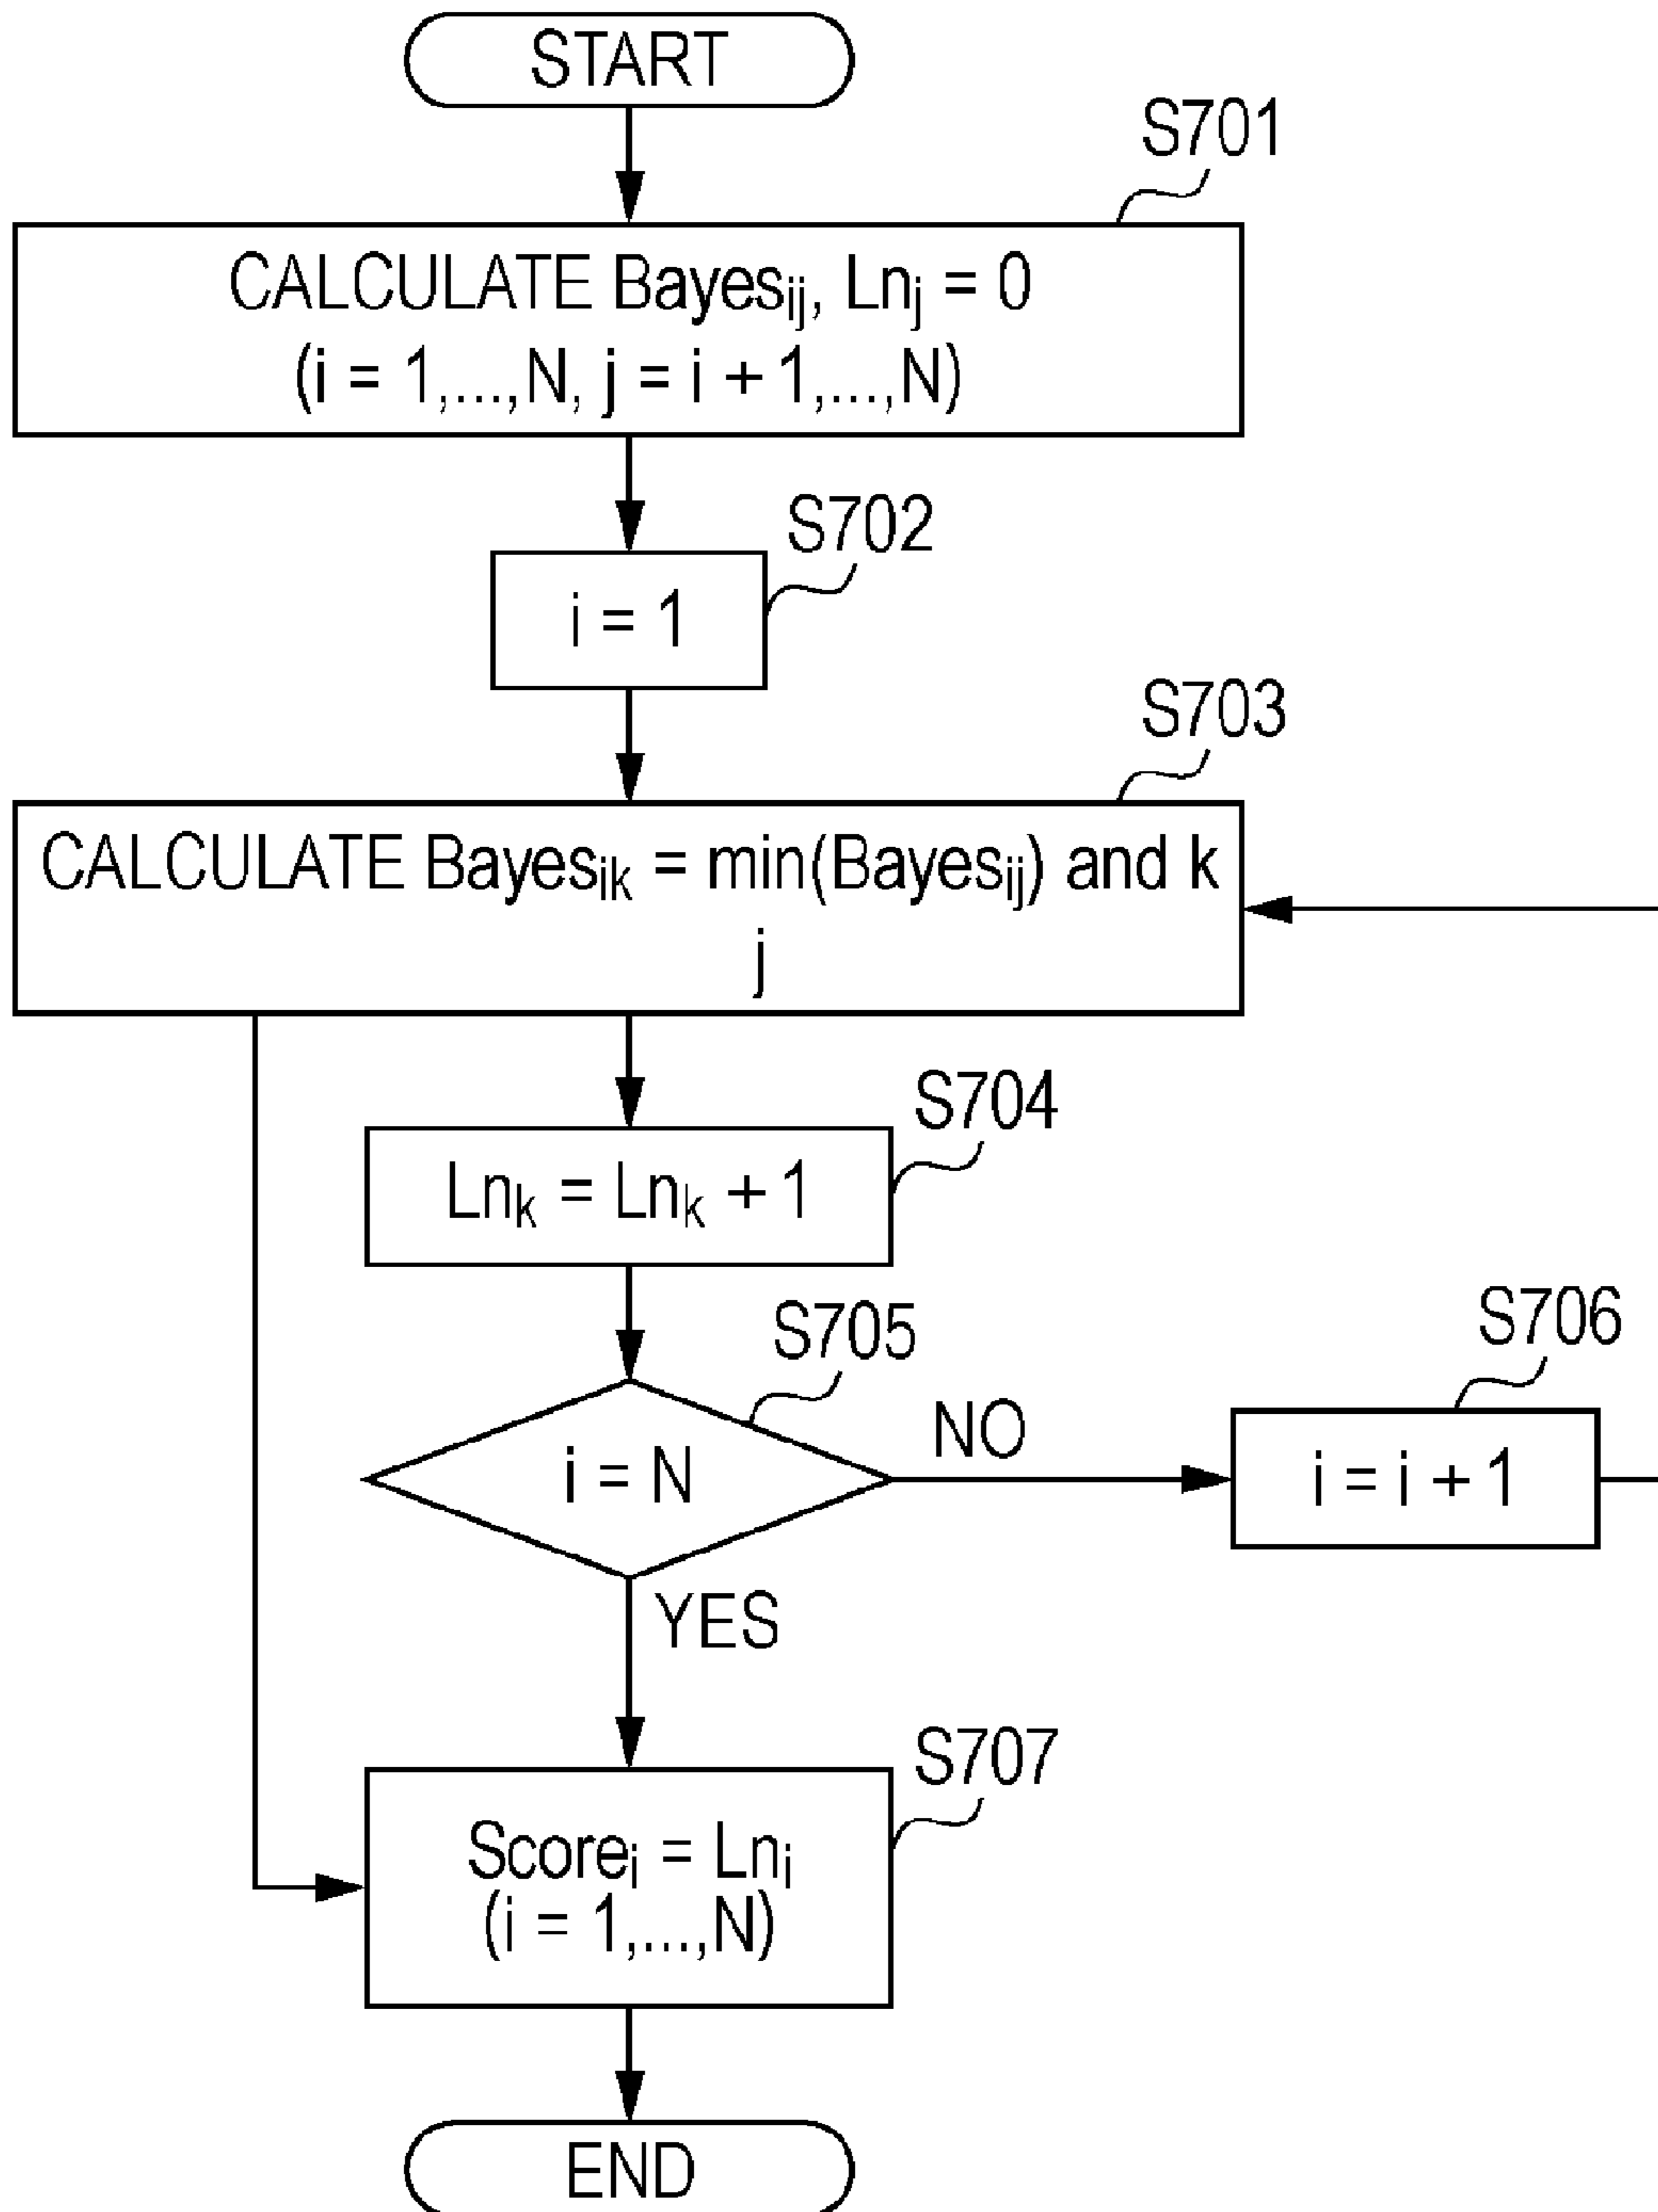 START
S701
CALCULATE Bayesij, Lnj = 0
(i = 1,...,N, j = i + 1,...,N)
S702
i = 1
S703
CALCULATE Bayesik = min(Bayesij) and k
j
S704
Lnk = Lnk + 1
S705
i = N
NO
S706
i = i + 1
YES
S707
Scorei = Lni
(i = 1,...,N)
END